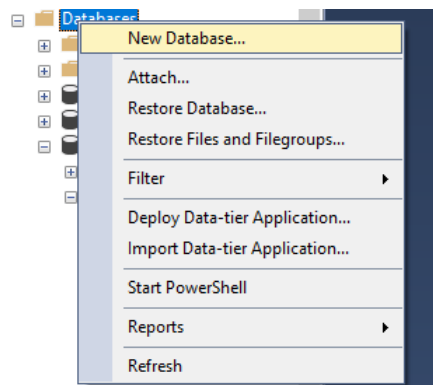 Databases
New Database...
Attach...
Restore Database...
Restore Files and Filegroups...
Filter
Deploy Data-tier Application...
Import Data-tier Application...
Start PowerShell
Reports
Refresh